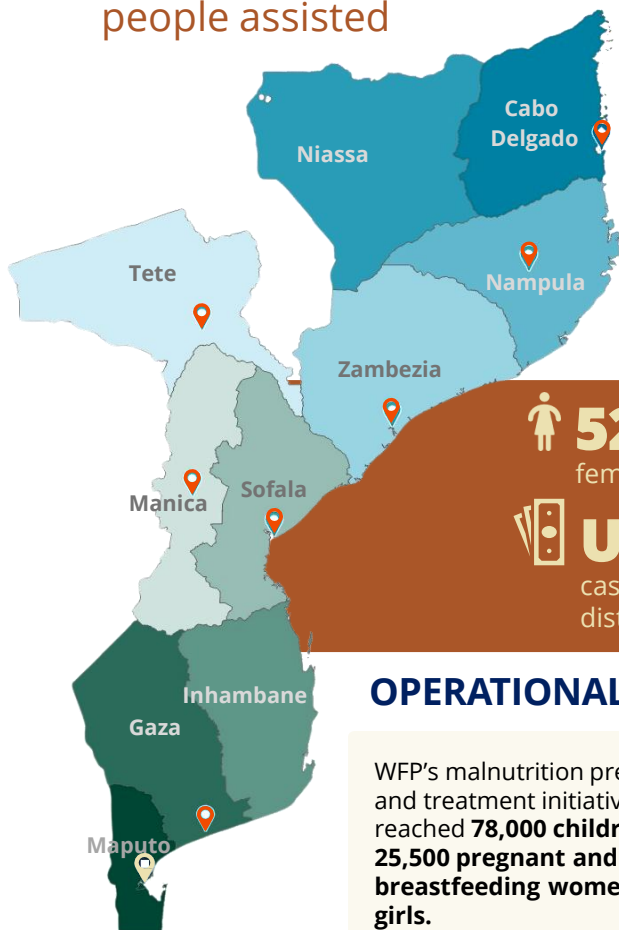 people assisted
Cabo
Delgado
Niassa
Tete
Nampula
Zambezia
52
fem
Manica
Sofala
U
cas
dist
OPERATIONAL
Inhambane
Gaza
WFP's malnutrition pre
and treatment initiativ
reached 78,000 childr
25,500 pregnant and
breastfeeding wome
girls.
Maputo